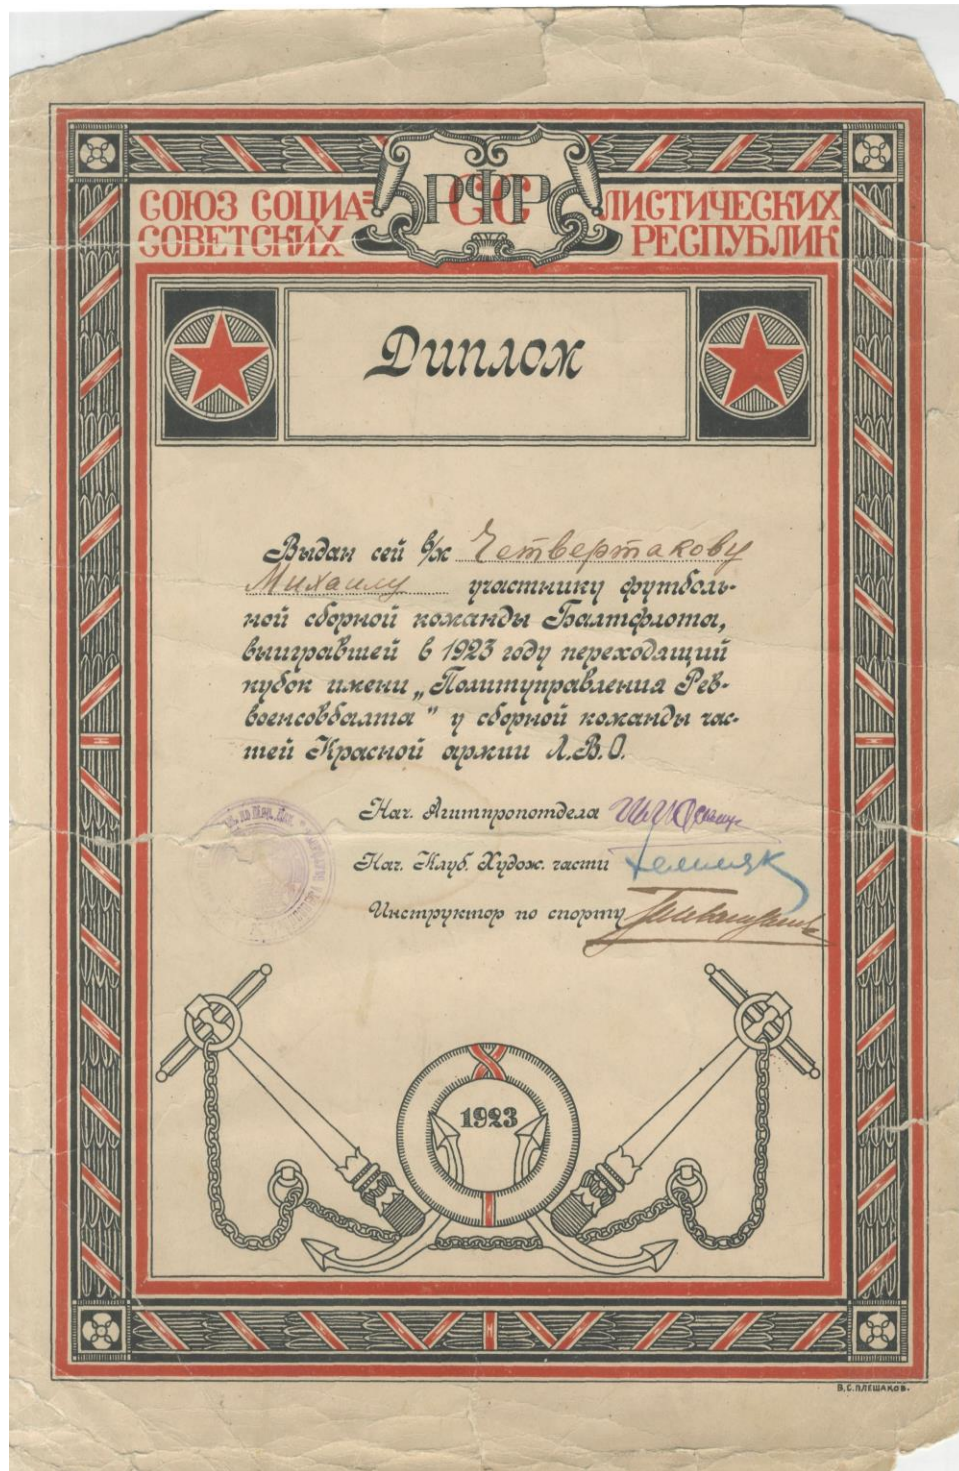 СОЮЗ СОЦИАЛИСТИЧЕСКИХ
СОВЕТСКИХ РЕСПУБЛИК
РСФСР
Диплом
Выдан сей в/м Четвертакову
Михаилу участнику футболь-
ной сборной команды Балтфлота,
выигравшей в 1923 году переходящий
кубок имени „Политуправления Рев-
военсовбалта" у сборной команды час-
тей Красной армии Л.В.О.
Нач. Агитпропотдела
Нач. Клуб. Худож. части
Инструктор по спорту
1923
В.С.ПЛЕШАКОВ.